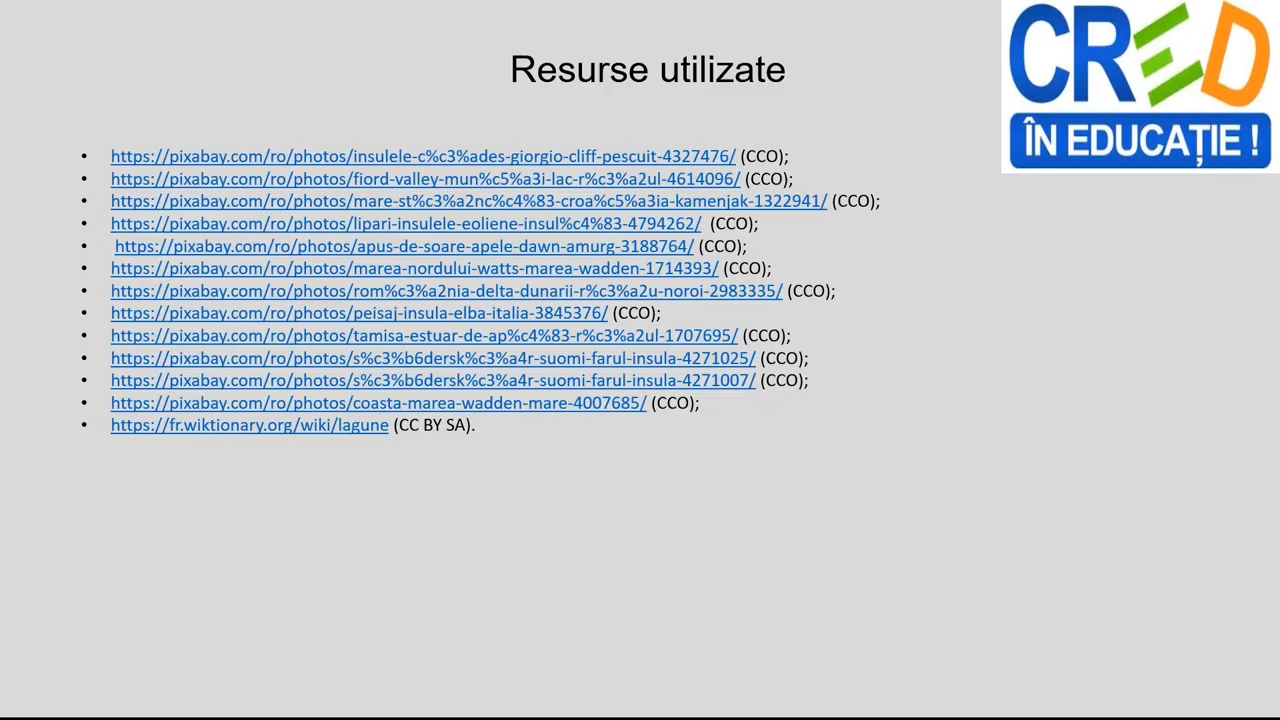 CRED
ÎN EDUCAȚIE !
Resurse utilizate
• https://pixabay.com/ro/photos/insulele-c%c3%ades-giorgio-cliff-pescuit-4327476/ (CCO);
• https://pixabay.com/ro/photos/fiord-valley-mun%c5%a3i-lac-r%c3%a2ul-4614096/ (CCO);
• https://pixabay.com/ro/photos/mare-st%c3%a2nc%c4%83-croa%c5%a3ia-kamenjak-1322941/ (CCO);
• https://pixabay.com/ro/photos/lipari-insulele-eoliene-insul%c4%83-4794262/ (CCO);
• https://pixabay.com/ro/photos/apus-de-soare-apele-dawn-amurg-3188764/ (CCO);
• https://pixabay.com/ro/photos/marea-nordului-watts-marea-wadden-1714393/ (CCO);
• https://pixabay.com/ro/photos/rom%c3%a2nia-delta-dunarii-r%c3%a2u-noroi-2983335/ (CCO);
• https://pixabay.com/ro/photos/peisaj-insula-elba-italia-3845376/ (CCO);
• https://pixabay.com/ro/photos/tamisa-estuar-de-ap%c4%83-r%c3%a2ul-1707695/ (CCO);
• https://pixabay.com/ro/photos/s%c3%b6dersk%c3%a4r-suomi-farul-insula-4271025/ (CCO);
• https://pixabay.com/ro/photos/s%c3%b6dersk%c3%a4r-suomi-farul-insula-4271007/ (CCO);
• https://pixabay.com/ro/photos/coasta-marea-wadden-mare-4007685/ (CCO);
• https://fr.wiktionary.org/wiki/lagune (CC BY SA).